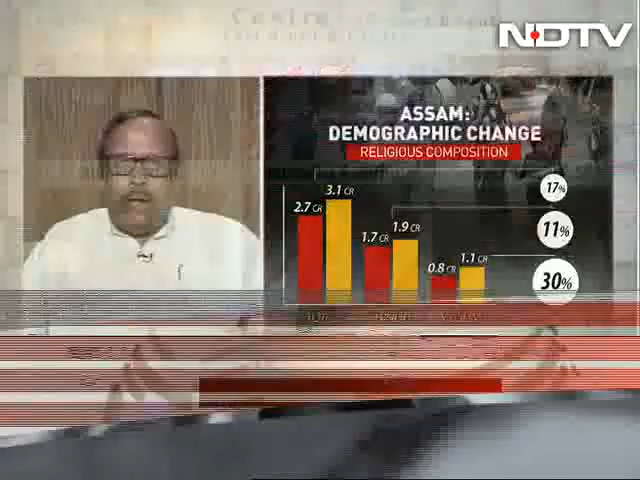 NDTV
ASSAM:
DEMOGRAPHIC CHANGE
RELIGIOUS COMPOSITION
17%
3.1 CR
2.7 CR
11%
1.9 CR
1.7 CR
1.1 CR
0.8 CR
30%